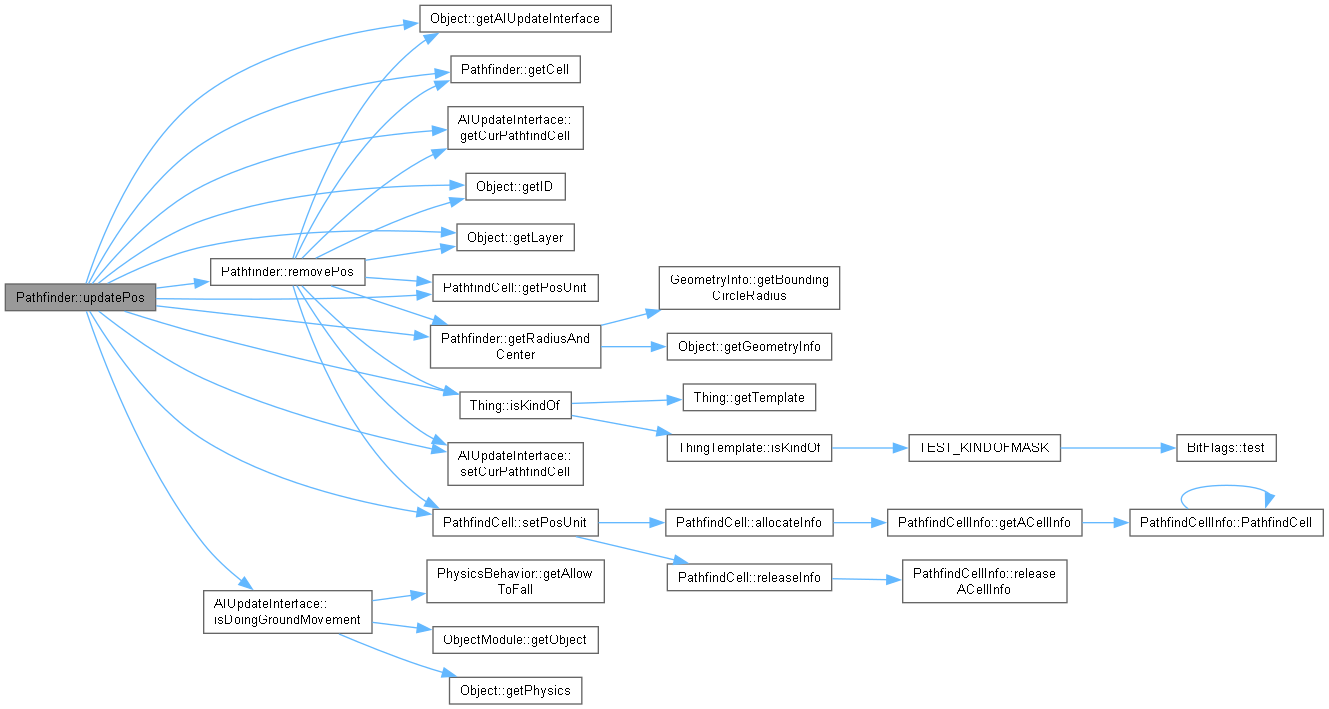 Object::getAIUpdateInterface
Pathfinder::getCell
AIUpdateInterface::
getCurPathfindCell
Object::getID
Object::getLayer
Pathfinder::removePos
Pathfinder::updatePos
PathfindCell::getPosUnit
GeometryInfo::getBounding
CircleRadius
Pathfinder::getRadiusAnd
Center
Object::getGeometryInfo
Thing::isKindOf
Thing::getTemplate
ThingTemplate::isKindOf
TEST_KINDOFMASK
BitFlags::test
AIUpdateInterface::
setCurPathfindCell
PathfindCell::setPosUnit
PathfindCell::allocateInfo
PathfindCellInfo::getACellInfo
PathfindCellInfo::PathfindCell
PathfindCell::releaseInfo
PathfindCellInfo::release
ACellInfo
AIUpdateInterface::
isDoingGroundMovement
PhysicsBehavior::getAllow
ToFall
ObjectModule::getObject
Object::getPhysics